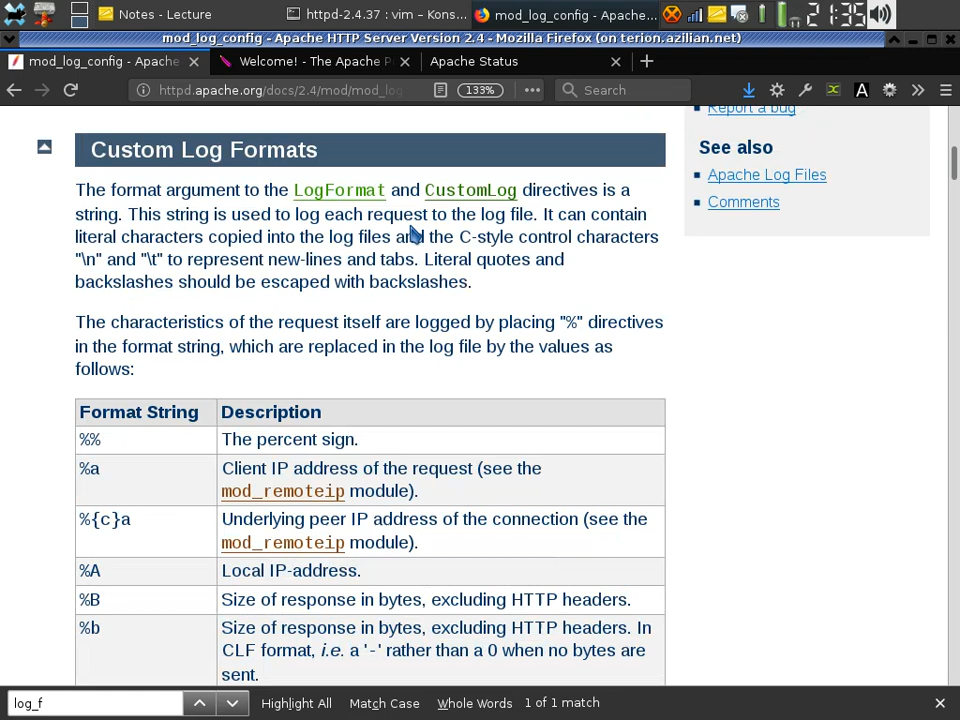 Notes - Lecture
httpd-2.4.37 : vim – Kons...
mod_log_config - Apache...
2 1:35
mod_log_config - Apache HTTP Server Version 2.4 - Mozilla Firefox (on terion.azilian.net)
mod_log_config - Apache
Welcome! - The Apache P
Apache Status
httpd.apache.org/docs/2.4/mod/mod_log
133%
Search
Report a bug
Custom Log Formats
See also
Apache Log Files
Comments
The format argument to the LogFormat and CustomLog directives is a
string. This string is used to log each request to the log file. It can contain
literal characters copied into the log files and the C-style control characters
"\n" and "\t" to represent new-lines and tabs. Literal quotes and
backslashes should be escaped with backslashes.
The characteristics of the request itself are logged by placing "%" directives
in the format string, which are replaced in the log file by the values as
follows:
Format String Description
%% The percent sign.
%a Client IP address of the request (see the
mod_remoteip module).
%{c}a Underlying peer IP address of the connection (see the
mod_remoteip module).
%A Local IP-address.
%B Size of response in bytes, excluding HTTP headers.
%b Size of response in bytes, excluding HTTP headers. In
CLF format, i.e. a '-' rather than a 0 when no bytes are
sent.
log_f
Highlight All Match Case Whole Words 1 of 1 match